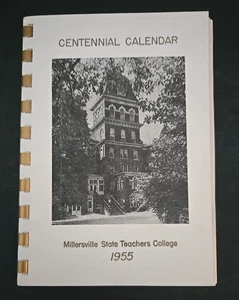 CENTENNIAL CALENDAR
Millersville State Teachers College
1955